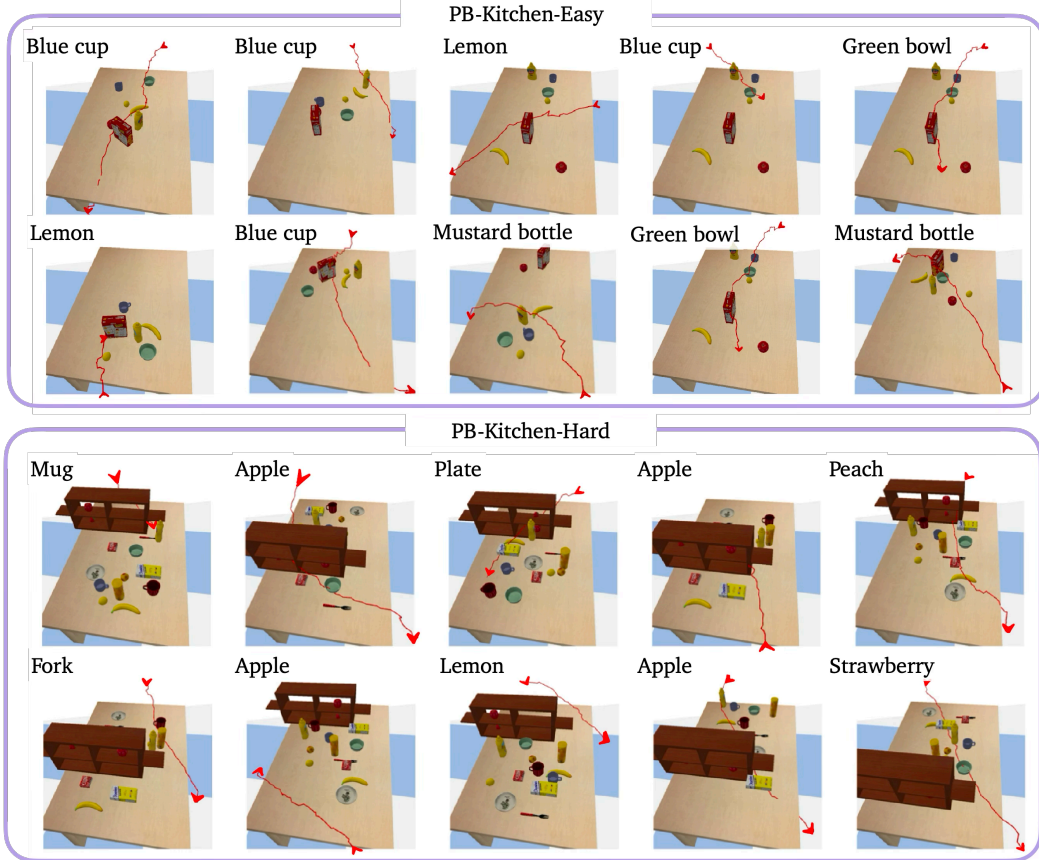 PB-Kitchen-Easy
Blue cup
Blue cup
Lemon
Blue cup
Green bowl
Lemon
Blue cup
Mustard bottle
Green bowl
Mustard bottle
PB-Kitchen-Hard
Mug
Apple
Plate
Apple
Peach
Fork
Apple
Lemon
Apple
Strawberry